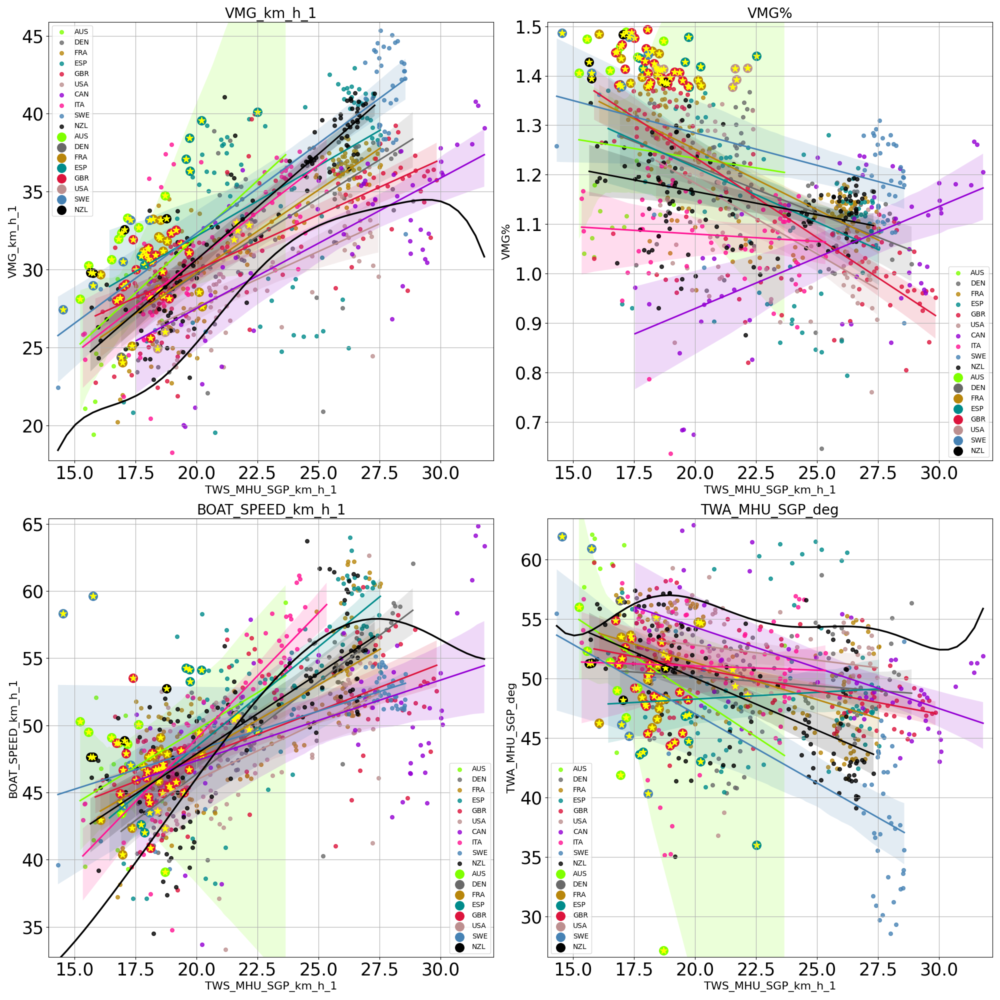 VMG_km_h_1
45
40
35
30
25
20
VMG_km_h_1
AUS
DEN
FRA
ESP
GBR
USA
CAN
ITA
SWE
NZL
AUS
DEN
FRA
ESP
GBR
USA
SWE
NZL
15.0 17.5 20.0 22.5 25.0 27.5 30.0
TWS_MHU_SGP_km_h_1
VMG%
1.5
1.4
1.3
1.2
1.1
1.0
0.9
0.8
0.7
VMG%
AUS
DEN
FRA
ESP
GBR
USA
CAN
ITA
SWE
NZL
AUS
DEN
FRA
ESP
GBR
USA
SWE
NZL
15.0 17.5 20.0 22.5 25.0 27.5 30.0
TWS_MHU_SGP_km_h_1
BOAT_SPEED_km_h_1
65
60
55
50
45
40
35
BOAT_SPEED_km_h_1
AUS
DEN
FRA
ESP
GBR
USA
CAN
ITA
SWE
NZL
AUS
DEN
FRA
ESP
GBR
USA
SWE
NZL
15.0 17.5 20.0 22.5 25.0 27.5 30.0
TWS_MHU_SGP_km_h_1
TWA_MHU_SGP_deg
60
55
50
45
40
35
30
TWA_MHU_SGP_deg
AUS
DEN
FRA
ESP
GBR
USA
CAN
ITA
SWE
NZL
AUS
DEN
FRA
ESP
GBR
USA
SWE
NZL
15.0 17.5 20.0 22.5 25.0 27.5 30.0
TWS_MHU_SGP_km_h_1